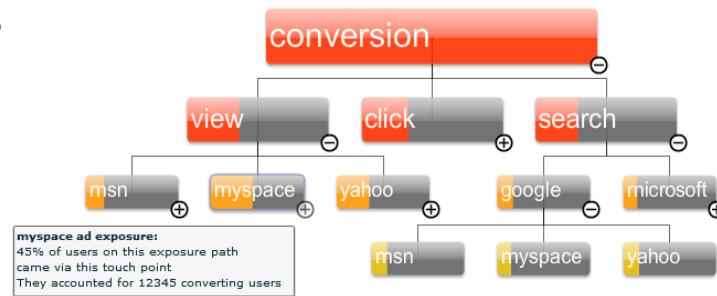 conversion
view click search
msn myspace yahoo google microsoft
myspace ad exposure:
45% of users on this exposure path
came via this touch point
They accounted for 12345 converting users
msn myspace yahoo